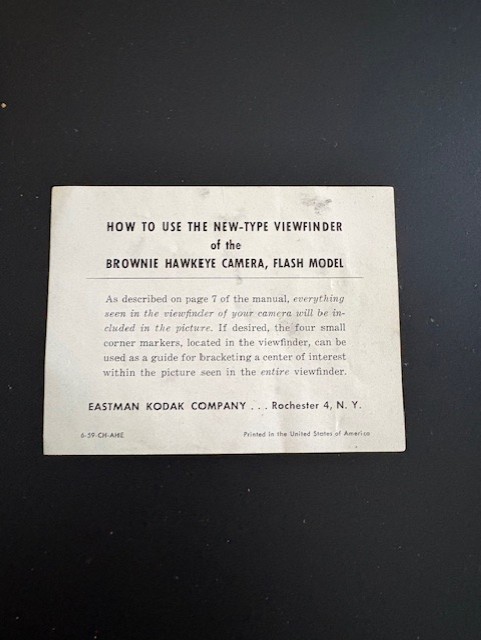 HOW TO USE THE NEW-TYPE VIEWFINDER
of the
BROWNIE HAWKEYE CAMERA, FLASH MODEL
As described on page 7 of the manual, everything
seen in the viewfinder of your camera will be in-
cluded in the picture. If desired, the four small
corner markers, located in the viewfinder, can be
used as a guide for bracketing a center of interest
within the picture seen in the entire viewfinder.
EASTMAN KODAK COMPANY . . . Rochester 4, N. Y.
6-59-CH-AHE Printed in the United States of America